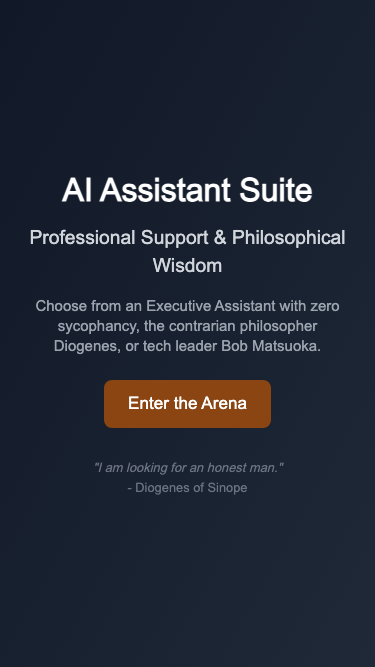 AI Assistant Suite
Professional Support & Philosophical
Wisdom
Choose from an Executive Assistant with zero
sycophancy, the contrarian philosopher
Diogenes, or tech leader Bob Matsuoka.
Enter the Arena
"I am looking for an honest man."
- Diogenes of Sinope